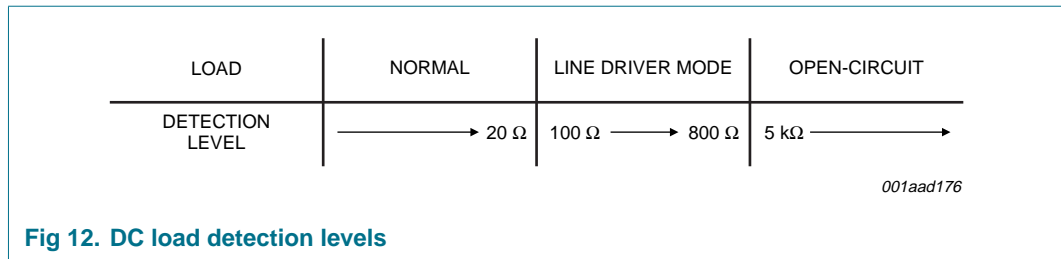 LOAD NORMAL LINE DRIVER MODE OPEN-CIRCUIT
DETECTION LEVEL 20 Ω 100 Ω 800 Ω 5 kΩ
001aad176
Fig 12. DC load detection levels